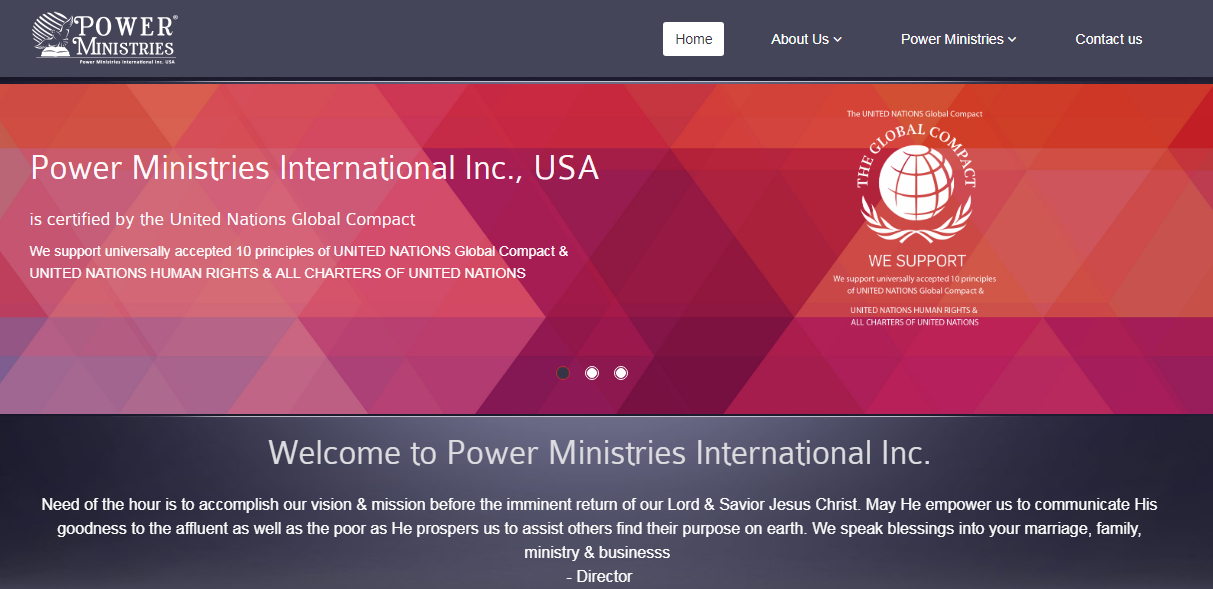 POWER®
MINISTRIES
Power Ministries International Inc. USA
Home
About Us
Power Ministries
Contact us
Power Ministries International Inc., USA
is certified by the United Nations Global Compact
We support universally accepted 10 principles of UNITED NATIONS Global Compact &
UNITED NATIONS HUMAN RIGHTS & ALL CHARTERS OF UNITED NATIONS
The UNITED NATIONS Global Compact
THE GLOBAL COMPACT
WE SUPPORT
We support universally accepted 10 principles
of UNITED NATIONS Global Compact &
UNITED NATIONS HUMAN RIGHTS &
ALL CHARTERS OF UNITED NATIONS
Welcome to Power Ministries International Inc.
Need of the hour is to accomplish our vision & mission before the imminent return of our Lord & Savior Jesus Christ. May He empower us to communicate His
goodness to the affluent as well as the poor as He prospers us to assist others find their purpose on earth. We speak blessings into your marriage, family,
ministry & businesss
- Director